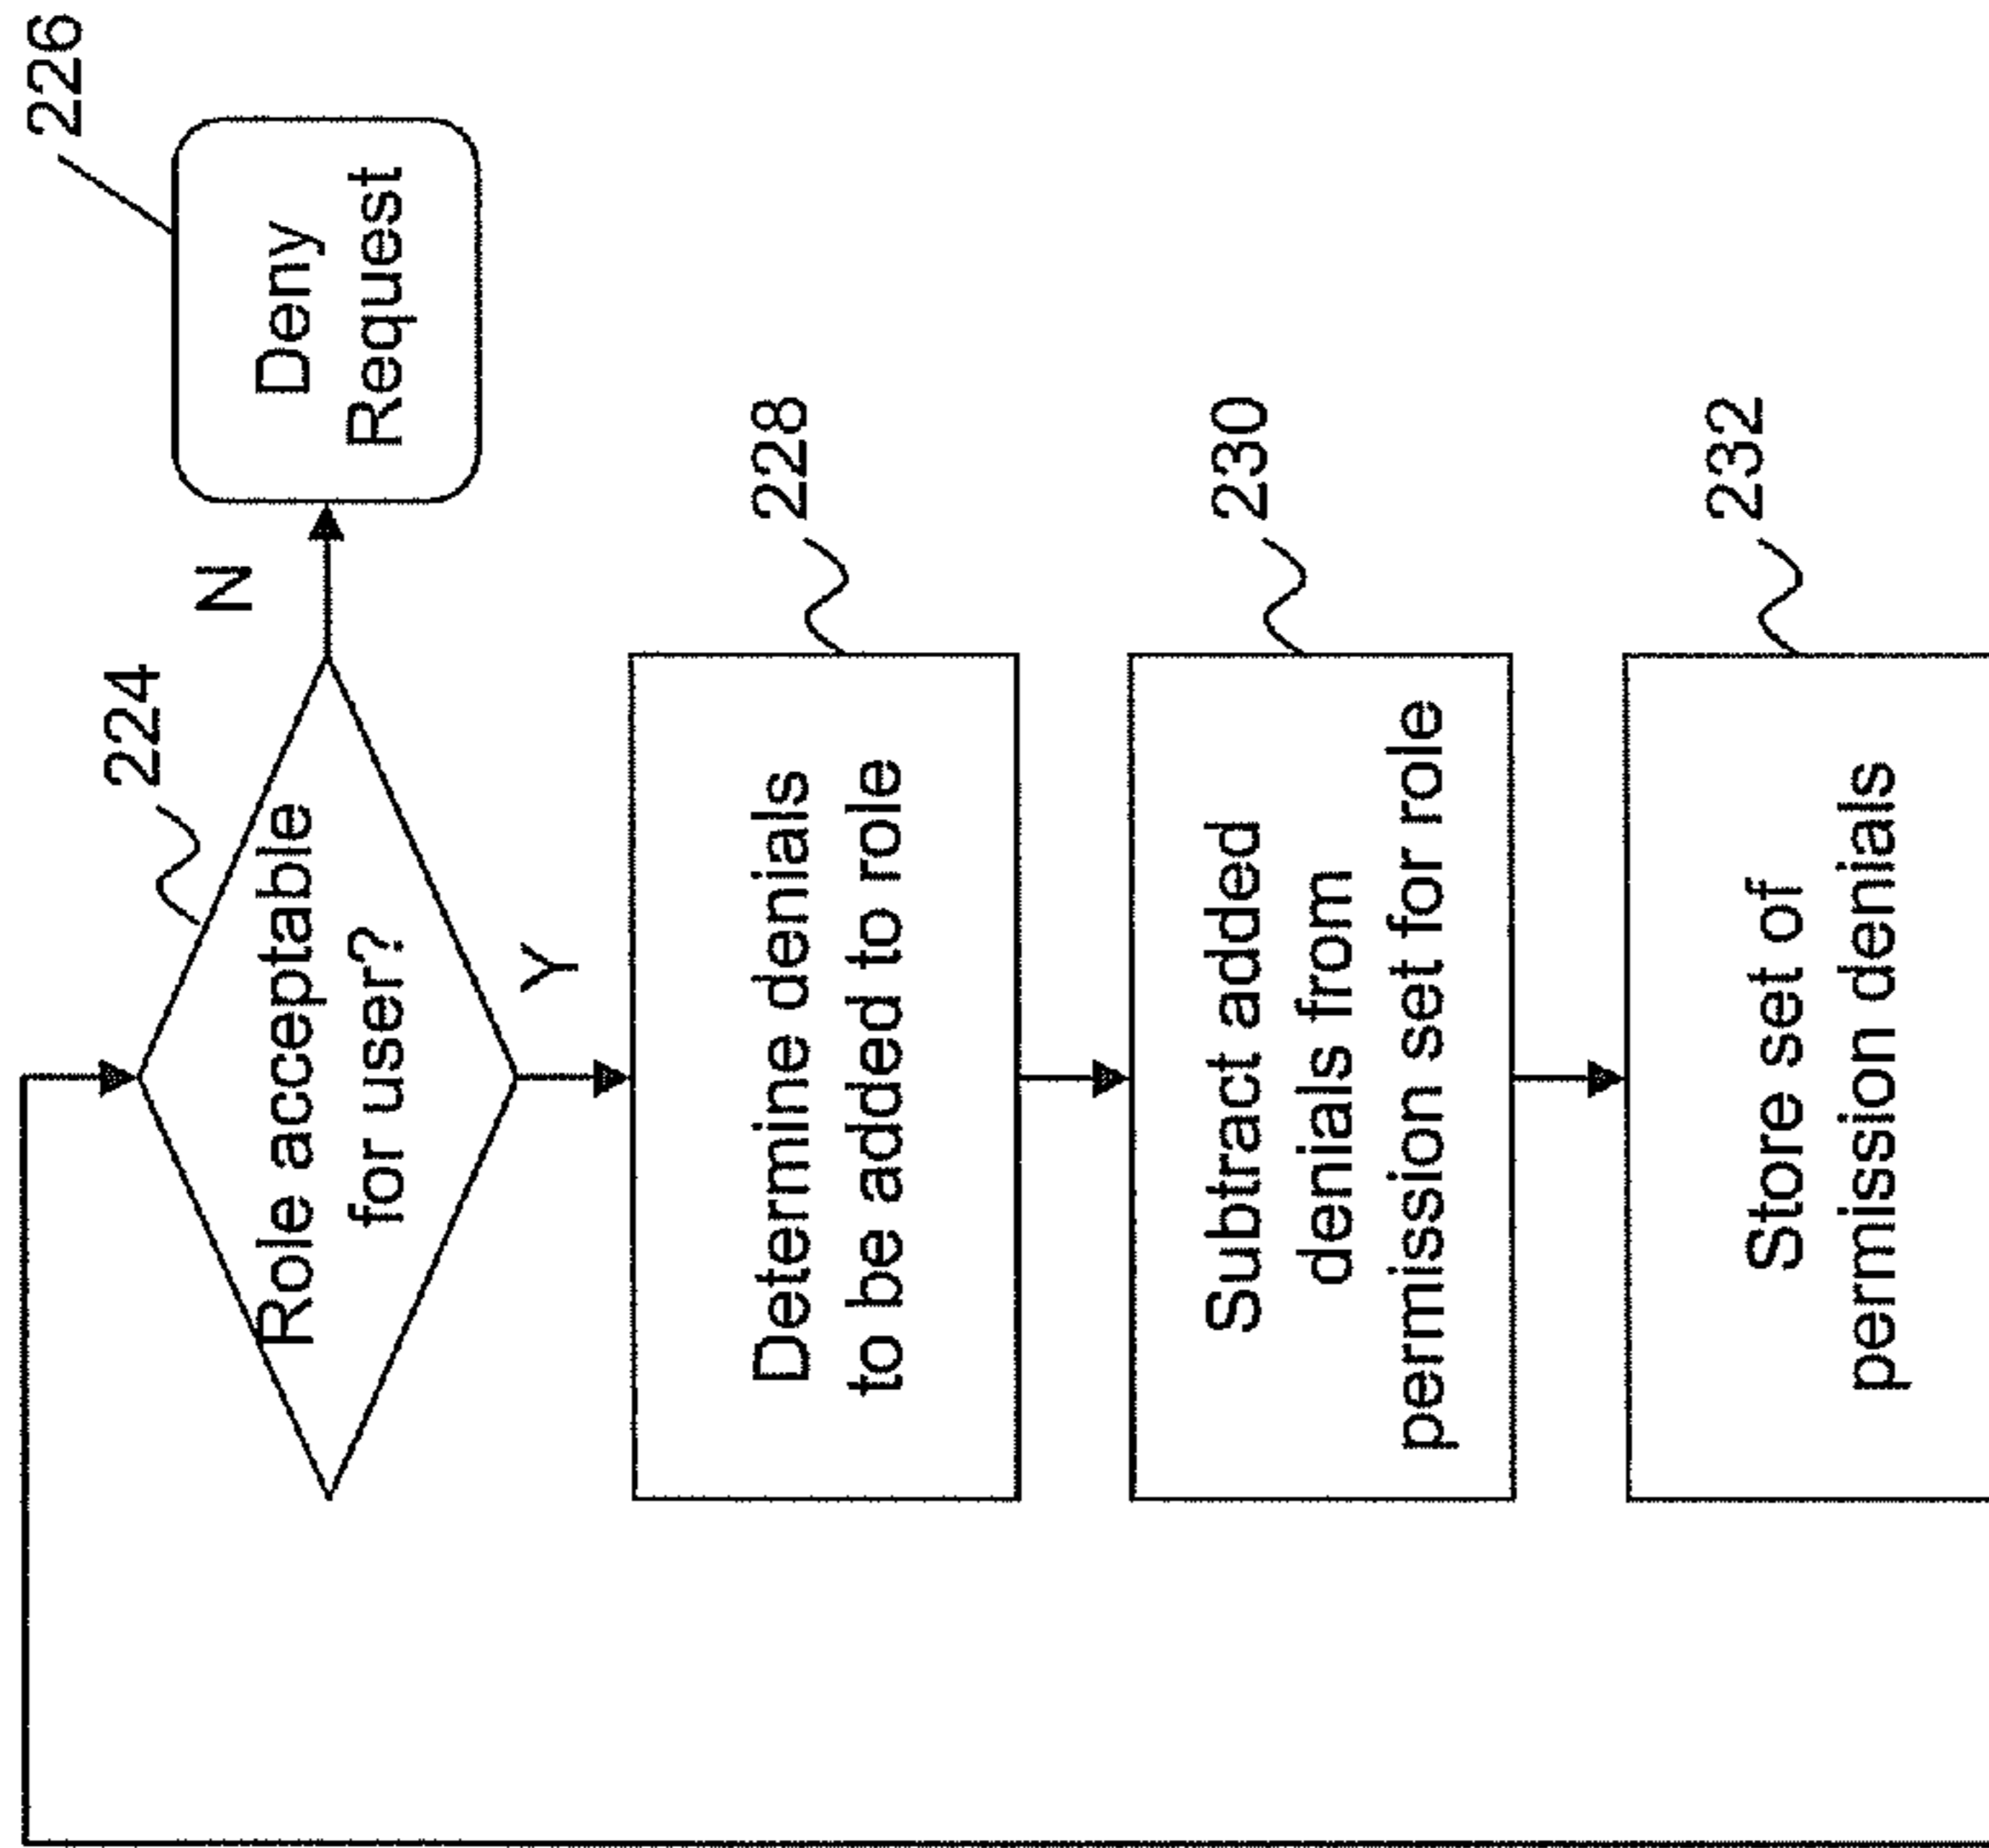 226
Deny
Request
224
N
Role acceptable
for user?
Y
228
Determine denials
to be added to role
230
Subtract added
denials from
permission set for role
232
Store set of
permission denials